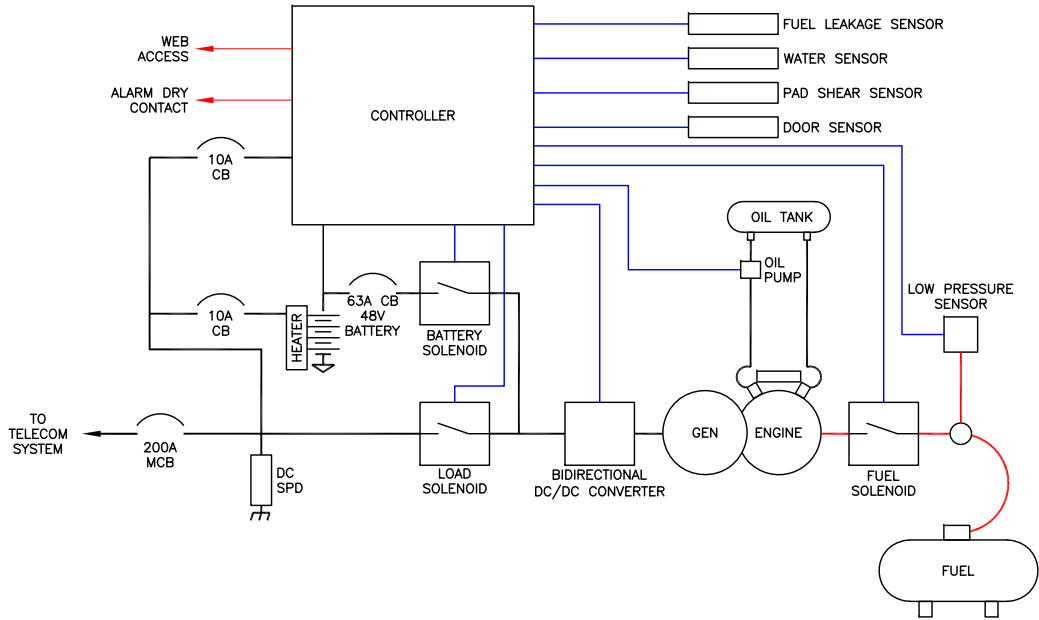 FUEL LEAKAGE SENSOR
WEB
ACCESS
WATER SENSOR
ALARM DRY
CONTACT
PAD SHEAR SENSOR
CONTROLLER
DOOR SENSOR
10A
CB
OIL TANK
OIL
PUMP
LOW PRESSURE
SENSOR
63A CB
48V
BATTERY
10A
CB
HEATER
BATTERY
SOLENOID
TO
TELECOM
SYSTEM
200A
MCB
GEN
ENGINE
DC
SPD
LOAD
SOLENOID
BIDIRECTIONAL
DC/DC CONVERTER
FUEL
SOLENOID
FUEL